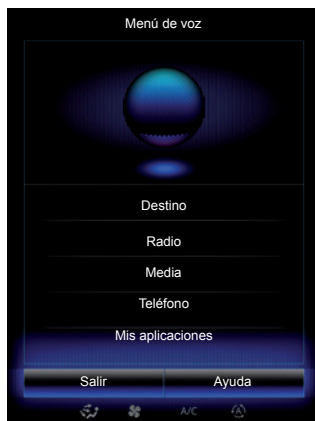 Menú de voz
Destino
Radio
Media
Teléfono
Mis aplicaciones
Salir Ayuda
A/C A